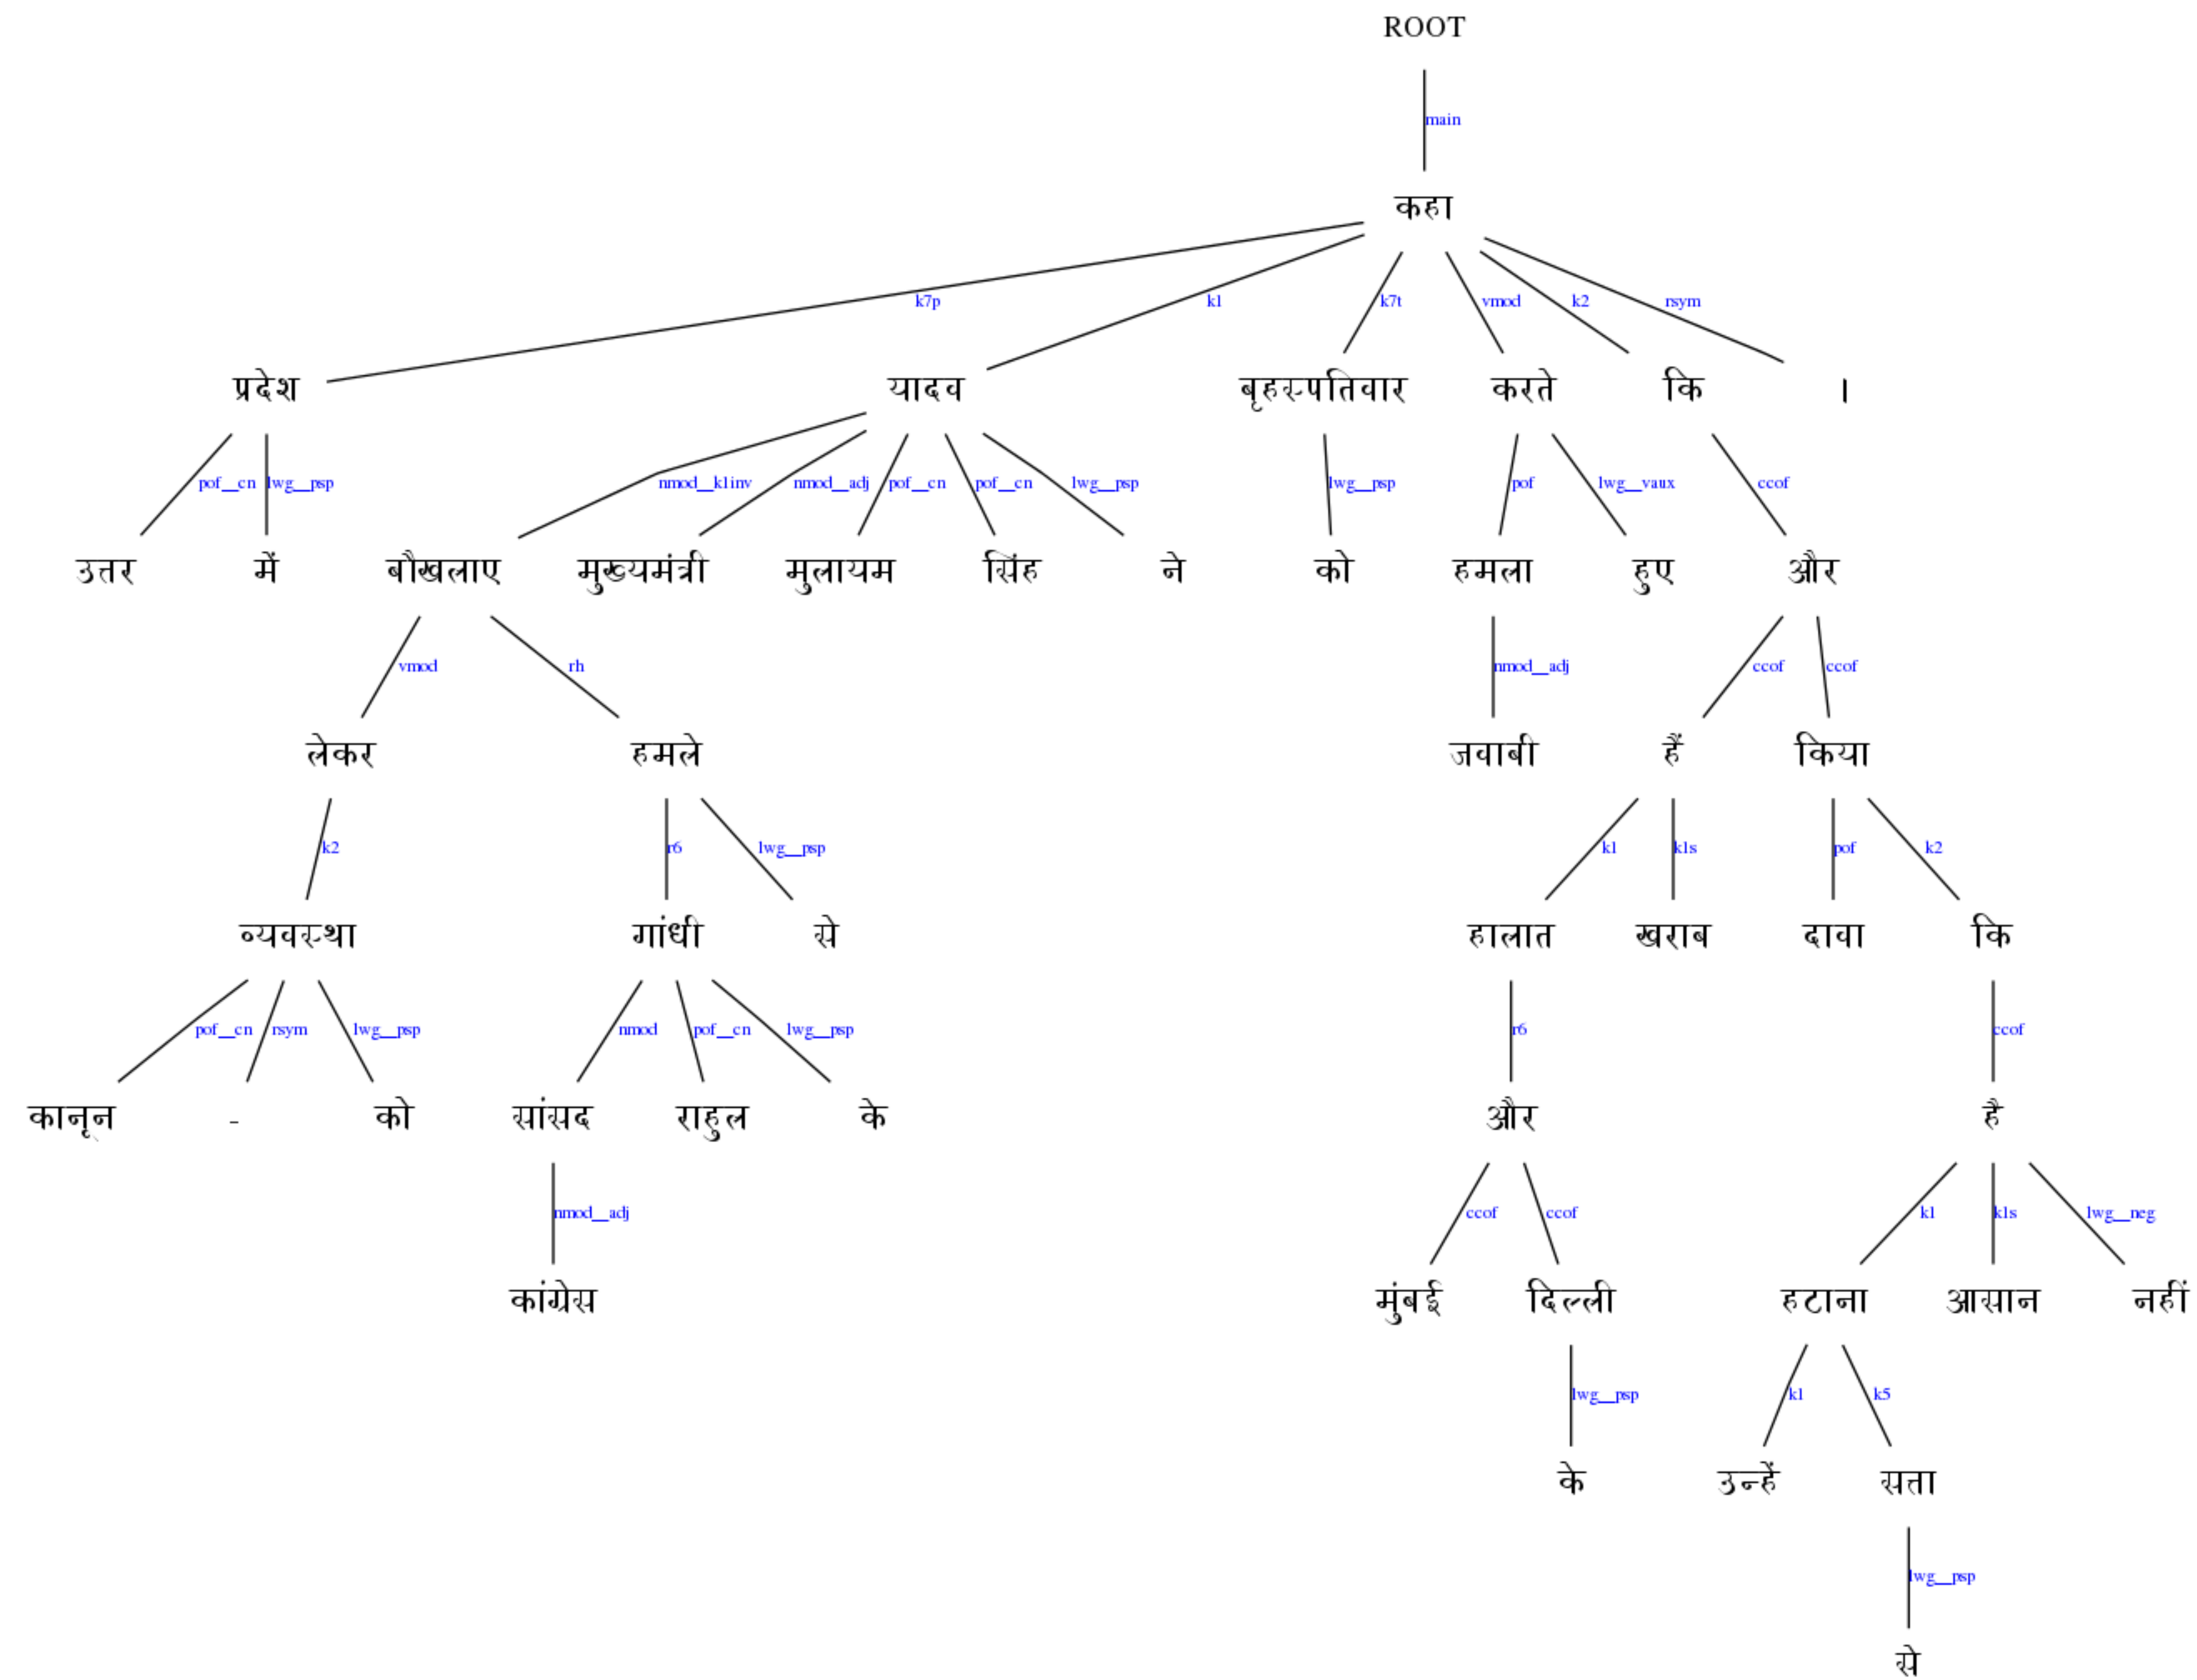 ROOT
main
कहा
k7p k1 k7t vmod k2 rsym
प्रदेश यादव बृहस्पतिवार करते कि ।
pof__cn lwg__psp nmod__k1inv nmod__adj pof__cn pof__cn lwg__psp lwg__psp pof lwg__vaux ccof
उत्तर में बौखलाए मुख्यमंत्री मुलायम सिंह ने को हमला हुए और
vmod rh nmod__adj ccof ccof
लेकर हमले जवाबी हैं किया
k2 r6 lwg__psp k1 k1s pof k2
व्यवस्था गांधी से हालात खराब दावा कि
pof__cn rsym lwg__psp nmod pof__cn lwg__psp r6 ccof
कानून - को सांसद राहुल के और है
nmod__adj ccof ccof k1 k1s lwg__neg
कांग्रेस मुंबई दिल्ली हटाना आसान नहीं
lwg__psp k1 k5
के उन्हें सत्ता
lwg__psp
से